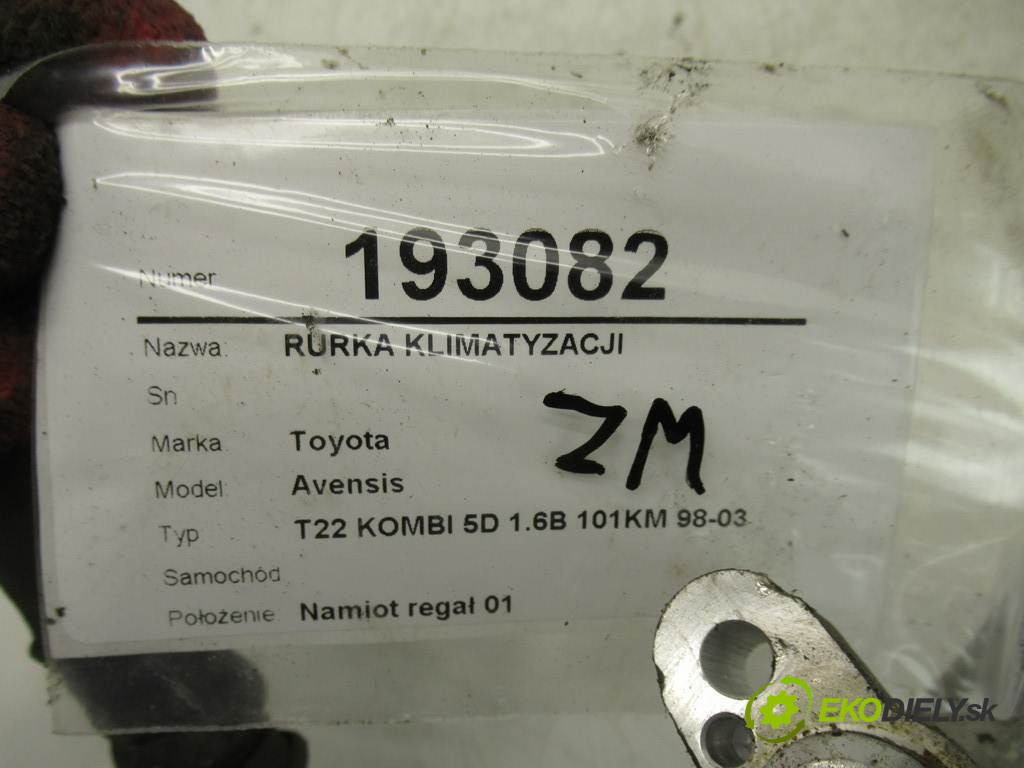 Numer 193082
Nazwa: RURKA KLIMATYZACJI
Sn
Marka Toyota
Model: Avensis
Typ T22 KOMBI 5D 1.6B 101KM 98-03
Samochód
Położenie Namiot regał 01
ZM
EKODIELY.sk